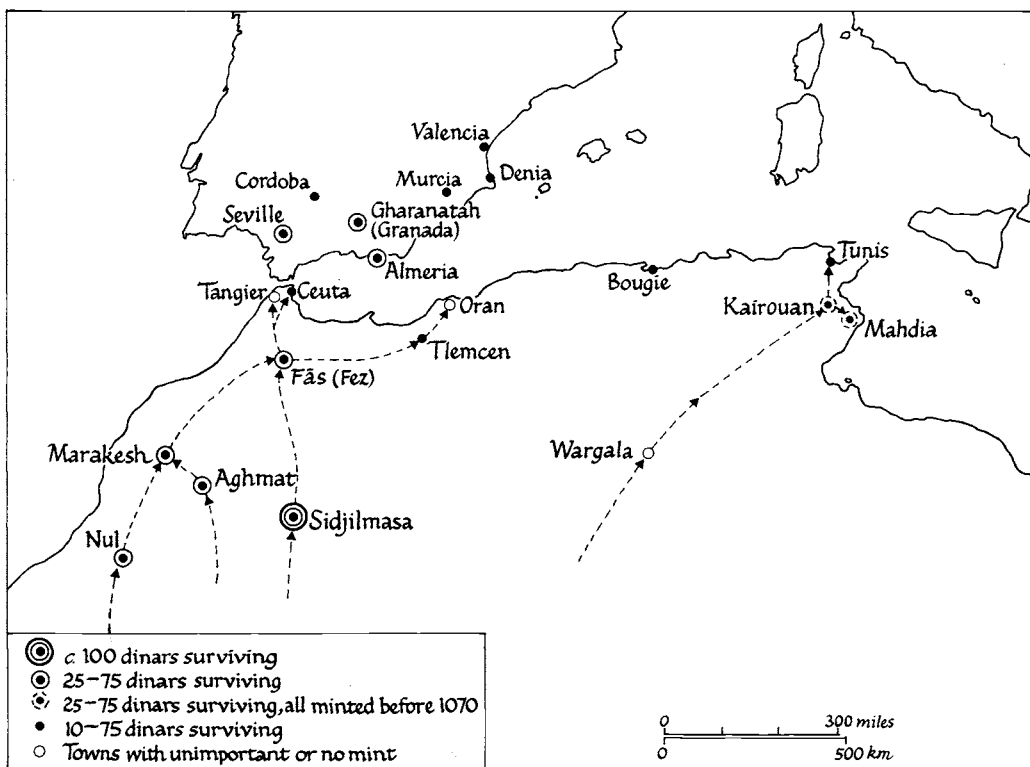 Valencia
Denia
Murcia
Cordoba
Seville
Gharanatah
(Granada)
Almeria
Tangier
Ceuta
Oran
Bougie
Tunis
Kairouan
Mahdia
Tlemcen
Fãs (Fez)
Marakesh
Aghmat
Wargala
Sidjilmasa
Nul
c. 100 dinars surviving
25–75 dinars surviving
25–75 dinars surviving, all minted before 1070
10–75 dinars surviving
Towns with unimportant or no mint
0 300 miles
0 500 km